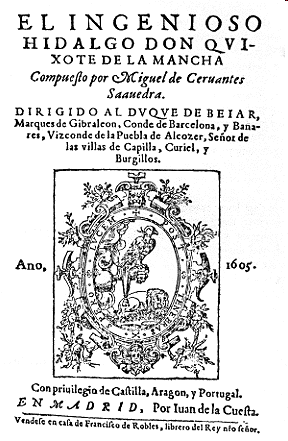 EL INGENIOSO
HIDALGO DON QVI-
XOTE DE LA MANCHA
Compuesto por Miguel de Ceruantes
Saauedra.
DIRIGIDO AL DVQVE DE BEIAR,
Marques de Gibraleon, Conde de Barcelona, y Bana-
res, Vizconde de la Puebla de Alcozer, Señor de
las villas de Capilla, Curiel, y
Burgillos.
Ano, 1605.
Con priuilegio de Castilla, Aragon, y Portugal.
EN MADRID, Por Iuan de la Cuesta.
Vendese en casa de Francisco de Robles, librero del Rey nro señor.